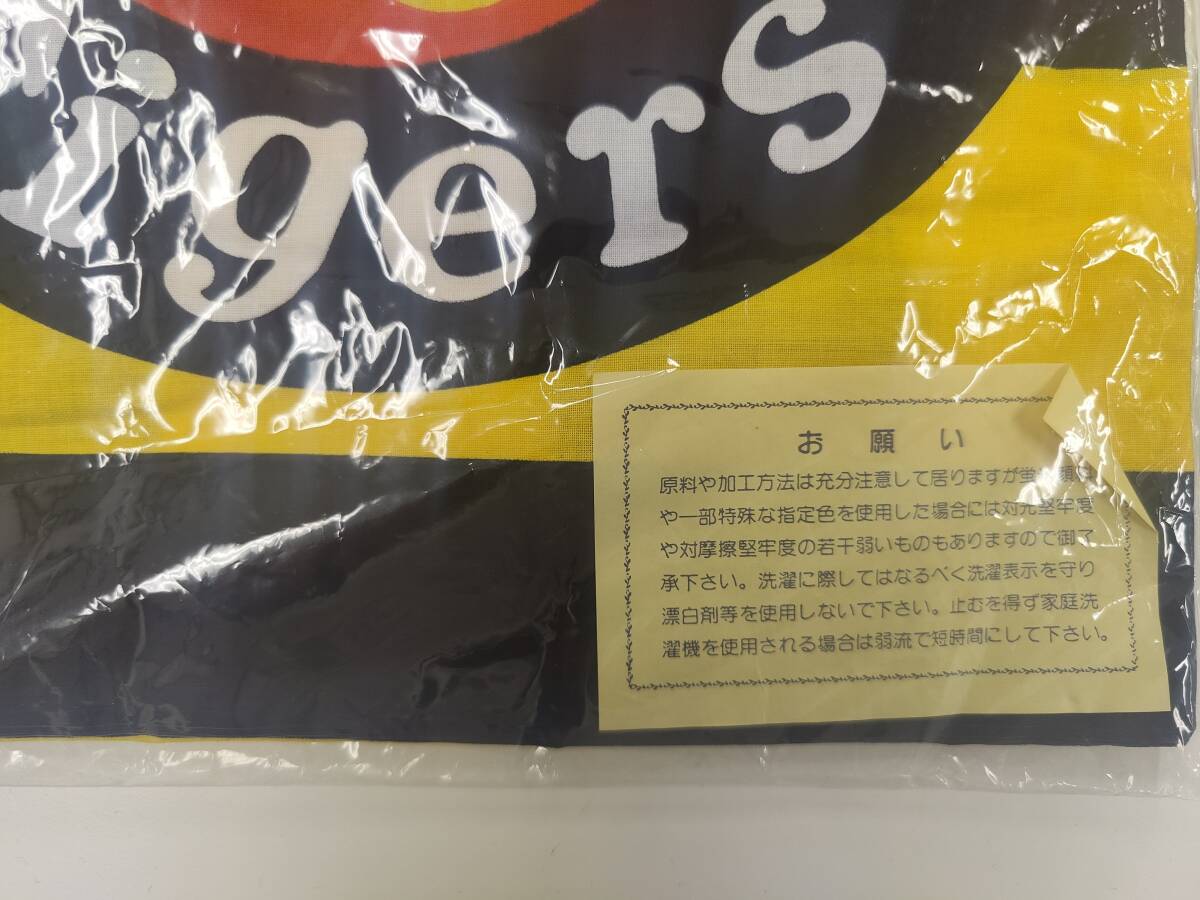 igers
お願い
原料や加工方法は充分注意して居りますが蛍
や一部特殊な指定色を使用した場合には対光堅牢度
や対摩擦堅牢度の若干弱いものもありますので御了
承下さい。洗濯に際してはなるべく洗濯表示を守り
漂白剤等を使用しないで下さい。止むを得ず家庭洗
濯機を使用される場合は弱流で短時間にして下さい。